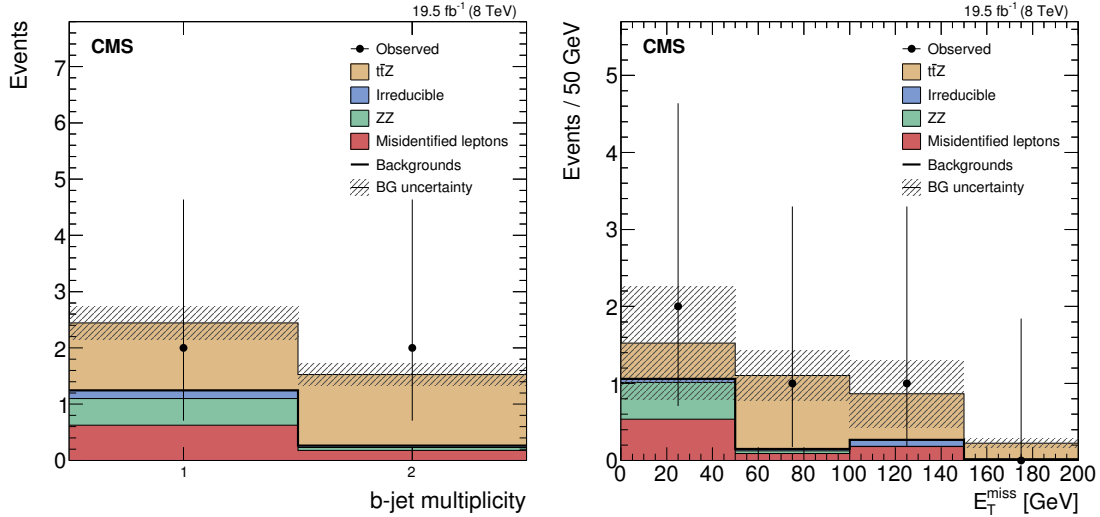 19.5 fb⁻¹ (8 TeV)
CMS
Events
Observed
tt̄Z
Irreducible
ZZ
Misidentified leptons
Backgrounds
BG uncertainty
7
6
5
4
3
2
1
0
1
2
b-jet multiplicity
19.5 fb⁻¹ (8 TeV)
CMS
Events / 50 GeV
Observed
tt̄Z
Irreducible
ZZ
Misidentified leptons
Backgrounds
BG uncertainty
5
4
3
2
1
0
0 20 40 60 80 100 120 140 160 180 200
E_T^miss [GeV]